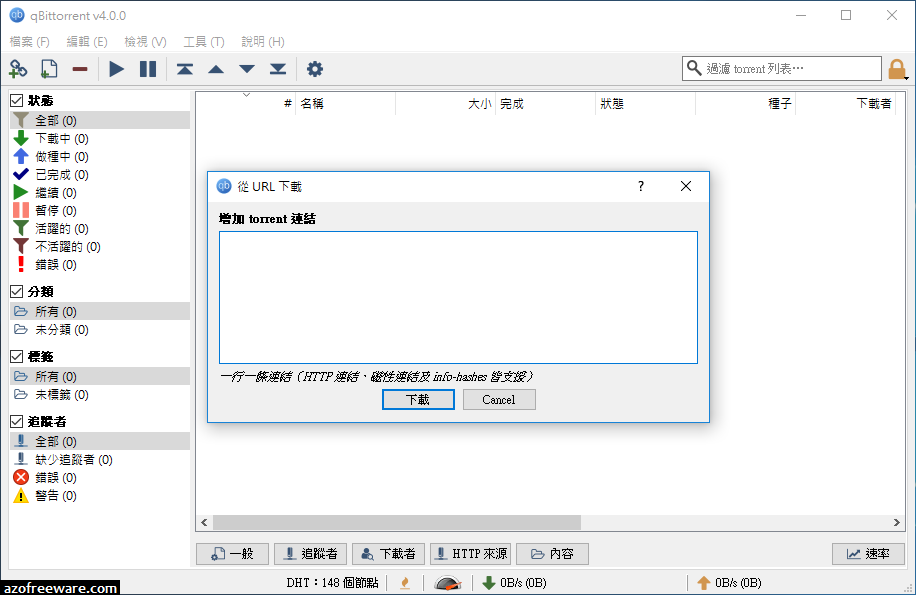 qBittorrent v4.0.0
檔案 (F) 編輯 (E) 檢視 (V) 工具 (T) 說明 (H)
過濾 torrent 列表…
狀態
全部 (0)
下載中 (0)
做種中 (0)
已完成 (0)
繼續 (0)
暫停 (0)
活躍的 (0)
不活躍的 (0)
錯誤 (0)
分類
所有 (0)
未分類 (0)
標籤
所有 (0)
未標籤 (0)
追蹤者
全部 (0)
缺少追蹤者 (0)
錯誤 (0)
警告 (0)
# 名稱 大小 完成 狀態 種子 下載者
從 URL 下載
增加 torrent 連結
一行一條連結（HTTP 連結、磁性連結及 info-hashes 皆支援）
下載 Cancel
一般 追蹤者 下載者 HTTP 來源 內容 速率
DHT：148 個節點 0B/s (0B) 0B/s (0B)
azofreeware.com